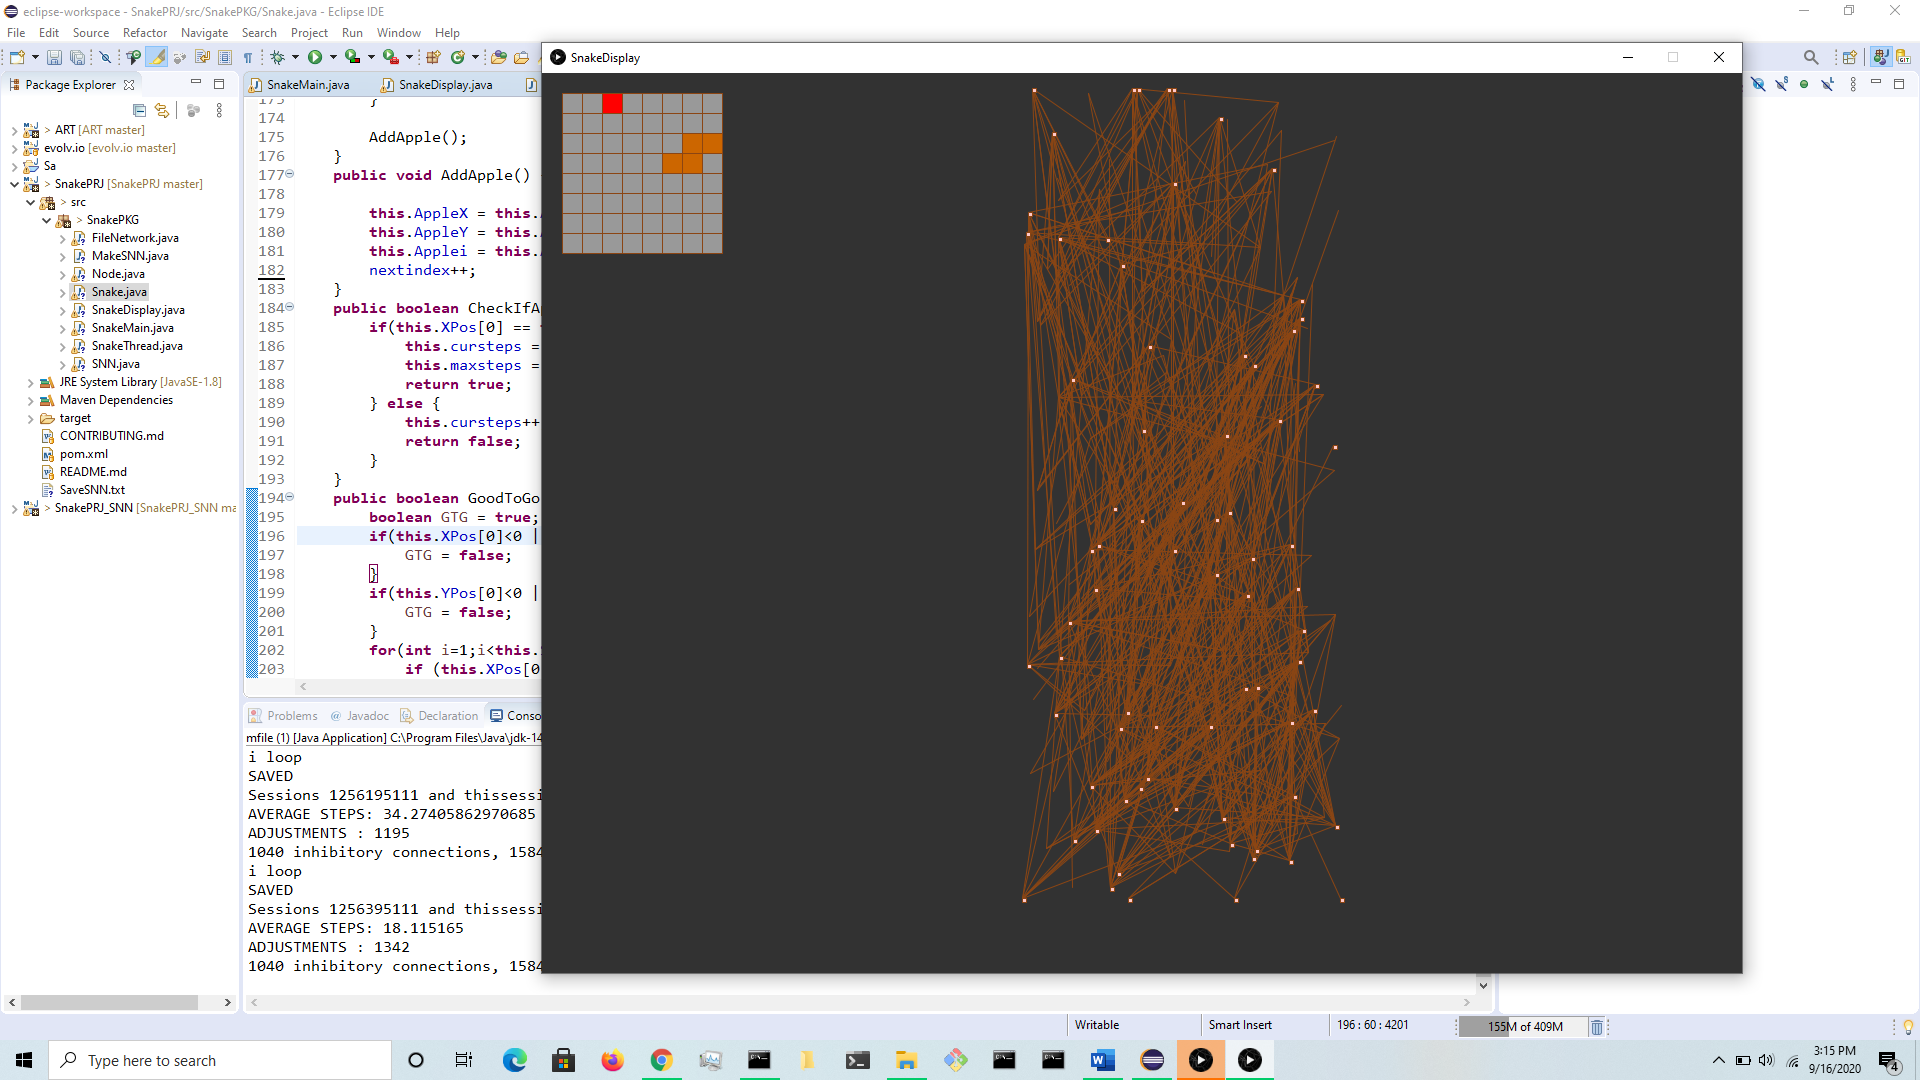 eclipse-workspace - SnakePRJ/src/SnakePKG/Snake.java - Eclipse IDE
File Edit Source Refactor Navigate Search Project Run Window Help
SnakeDisplay
Package Explorer
SnakeMain.java SnakeDisplay.java
> ART [ART master]
> evolv.io [evolv.io master]
Sa
> SnakePRJ [SnakePRJ master]
> src
> SnakePKG
FileNetwork.java
MakeSNN.java
Node.java
Snake.java
SnakeDisplay.java
SnakeMain.java
SnakeThread.java
SNN.java
JRE System Library [JavaSE-1.8]
Maven Dependencies
target
CONTRIBUTING.md
pom.xml
README.md
SaveSNN.txt
> SnakePRJ_SNN [SnakePRJ_SNN ma
173 }
174
175 AddApple();
176 }
177 public void AddApple()
178
179 this.AppleX = this.
180 this.AppleY = this.
181 this.Applei = this.
182 nextindex++;
183 }
184 public boolean CheckIfA
185 if(this.XPos[0] ==
186 this.cursteps =
187 this.maxsteps =
188 return true;
189 } else {
190 this.cursteps++
191 return false;
192 }
193 }
194 public boolean GoodToGo
195 boolean GTG = true;
196 if(this.XPos[0]<0 |
197 GTG = false;
198 }
199 if(this.YPos[0]<0 |
200 GTG = false;
201 }
202 for(int i=1;i<this.
203 if (this.XPos[0
Problems @ Javadoc Declaration Conso
mfile (1) [Java Application] C:\Program Files\Java\jdk-14
i loop
SAVED
Sessions 1256195111 and thissessi
AVERAGE STEPS: 34.27405862970685
ADJUSTMENTS : 1195
1040 inhibitory connections, 1584
i loop
SAVED
Sessions 1256395111 and thissessi
AVERAGE STEPS: 18.115165
ADJUSTMENTS : 1342
1040 inhibitory connections, 1584
Writable Smart Insert 196 : 60 : 4201 155M of 409M
Type here to search
3:15 PM
9/16/2020
4